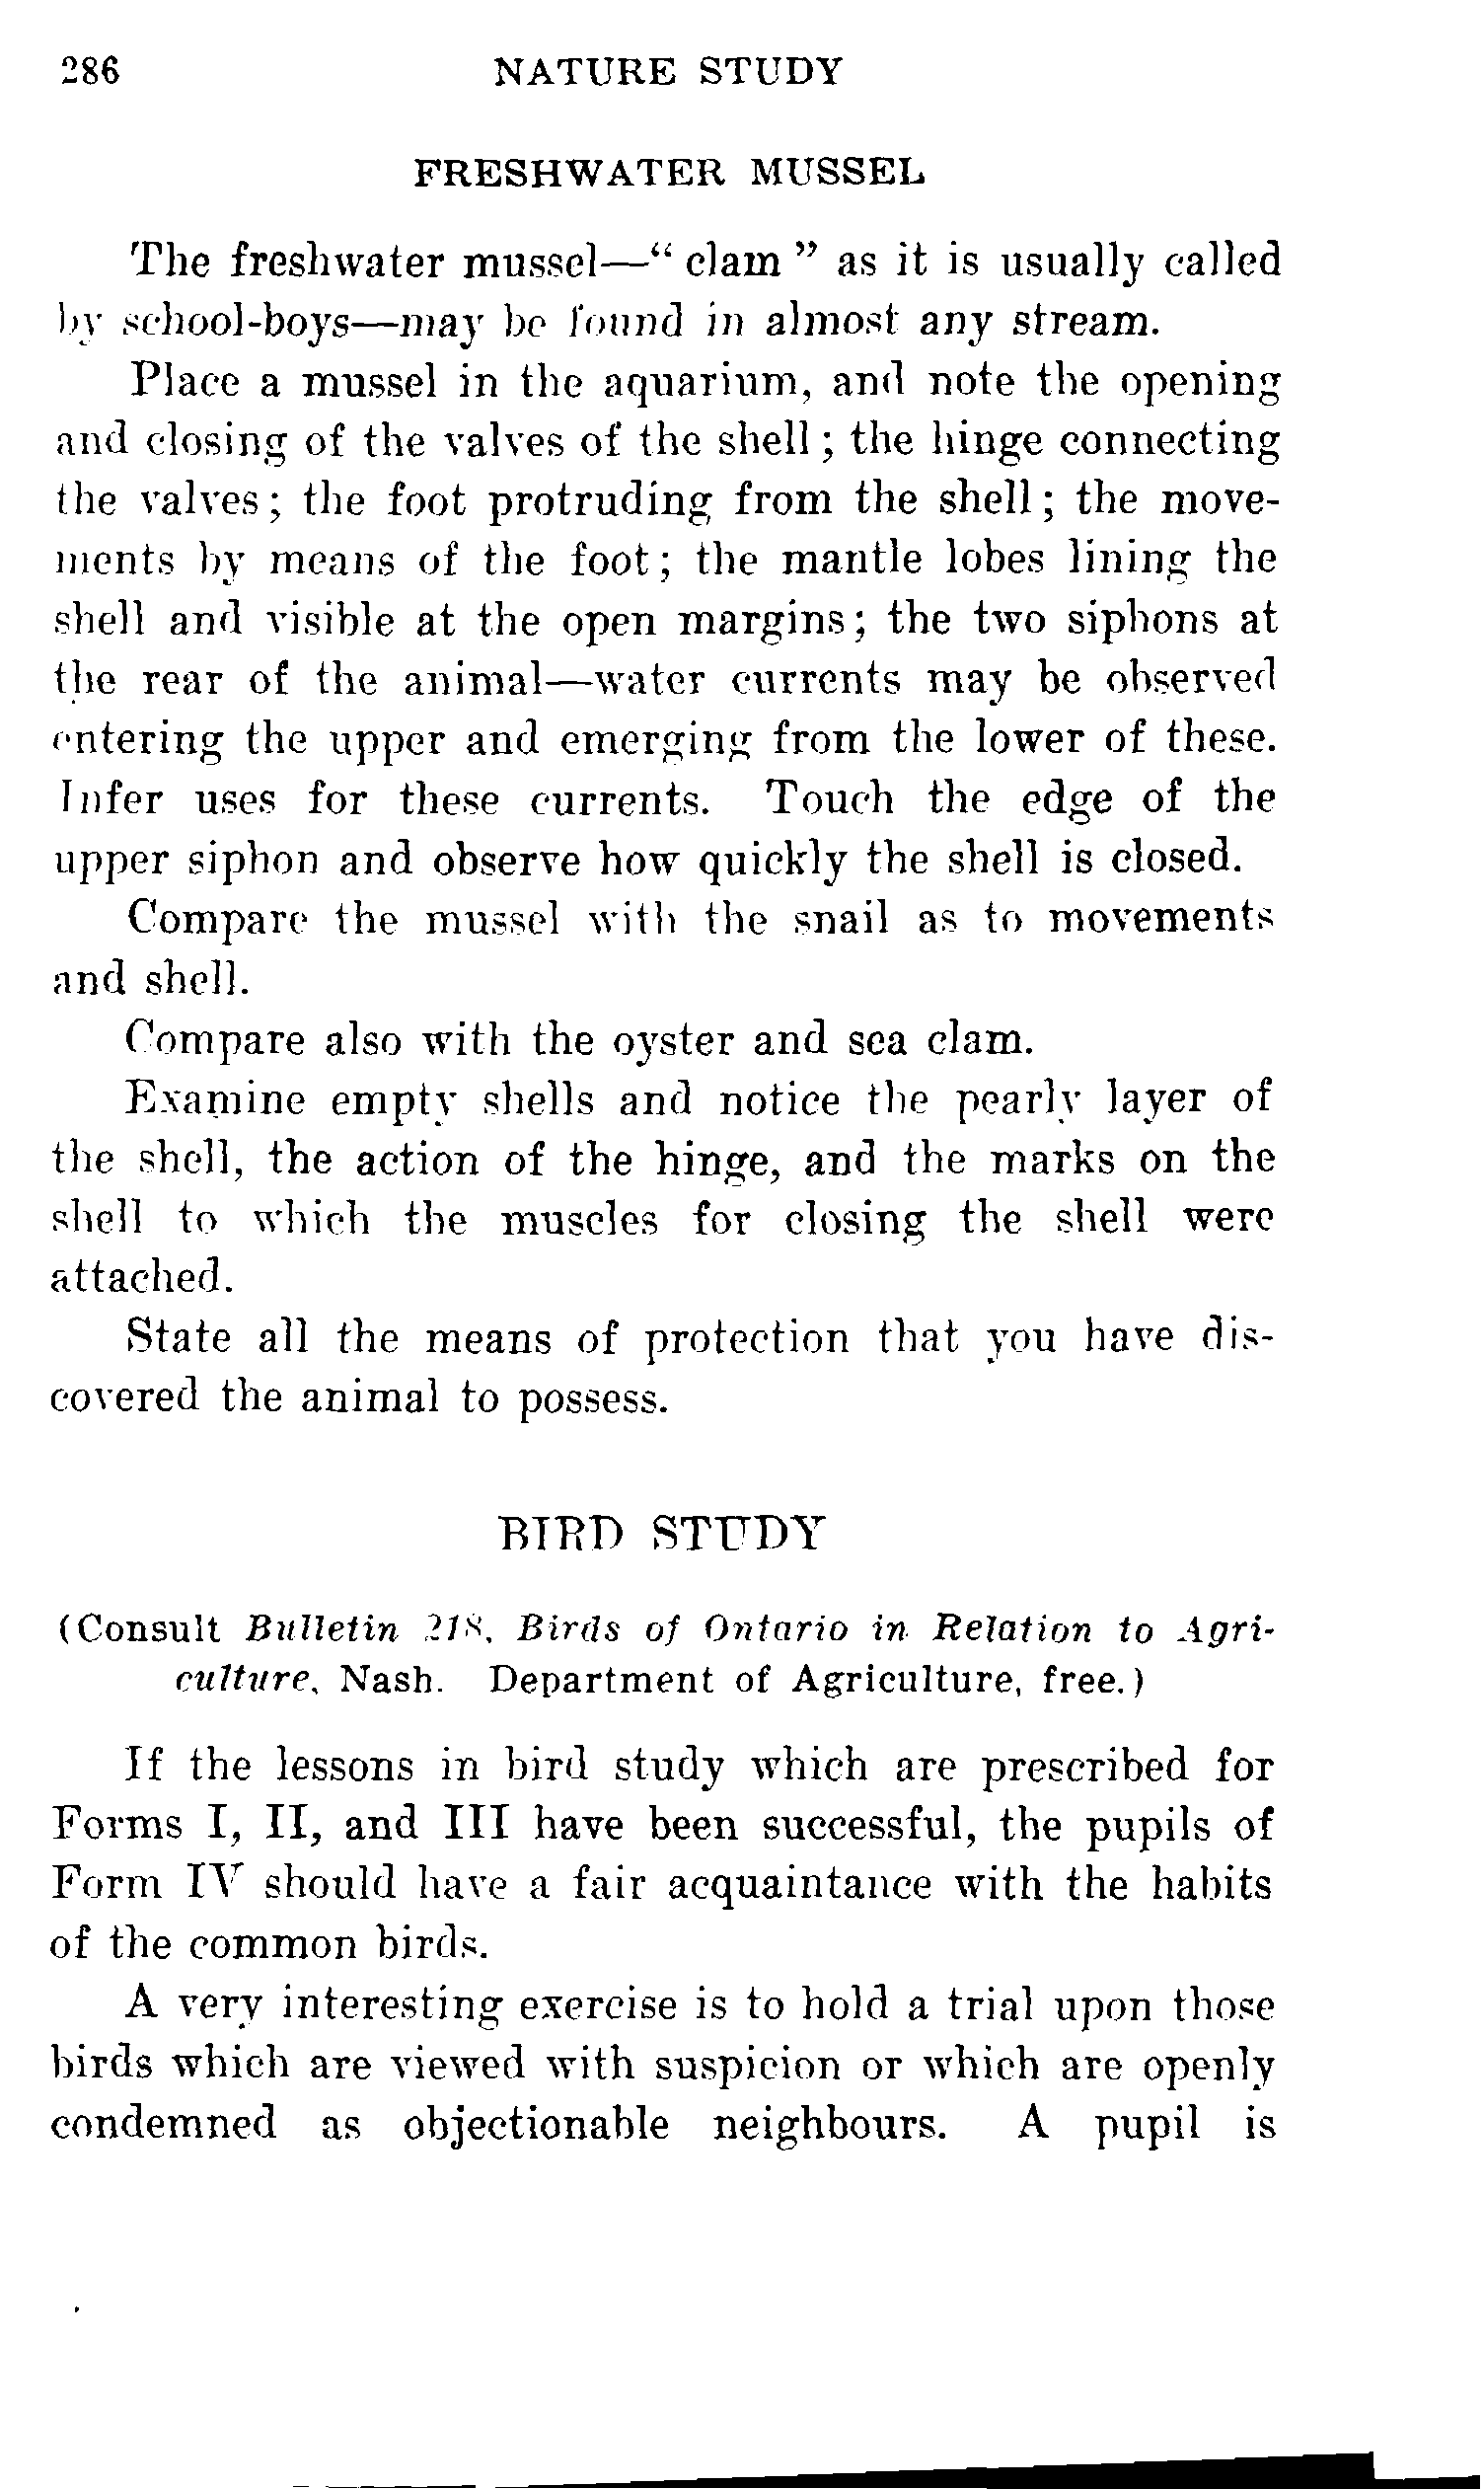 286 NATURE STUDY
FRESHWATER MUSSEL
The freshwater mussel—“ clam ” as it is usually called
by school-boys—may be found in almost any stream.
Place a mussel in the aquarium, and note the opening
and closing of the valves of the shell; the hinge connecting
the valves; the foot protruding from the shell; the move-
ments by means of the foot; the mantle lobes lining the
shell and visible at the open margins; the two siphons at
the rear of the animal—water currents may be observed
entering the upper and emerging from the lower of these.
Infer uses for these currents. Touch the edge of the
upper siphon and observe how quickly the shell is closed.
Compare the mussel with the snail as to movements
and shell.
Compare also with the oyster and sea clam.
Examine empty shells and notice the pearly layer of
the shell, the action of the hinge, and the marks on the
shell to which the muscles for closing the shell were
attached.
State all the means of protection that you have dis-
covered the animal to possess.
BIRD STUDY
(Consult Bulletin 218, Birds of Ontario in Relation to Agri-
culture, Nash. Department of Agriculture, free.)
If the lessons in bird study which are prescribed for
Forms I, II, and III have been successful, the pupils of
Form IV should have a fair acquaintance with the habits
of the common birds.
A very interesting exercise is to hold a trial upon those
birds which are viewed with suspicion or which are openly
condemned as objectionable neighbours. A pupil is